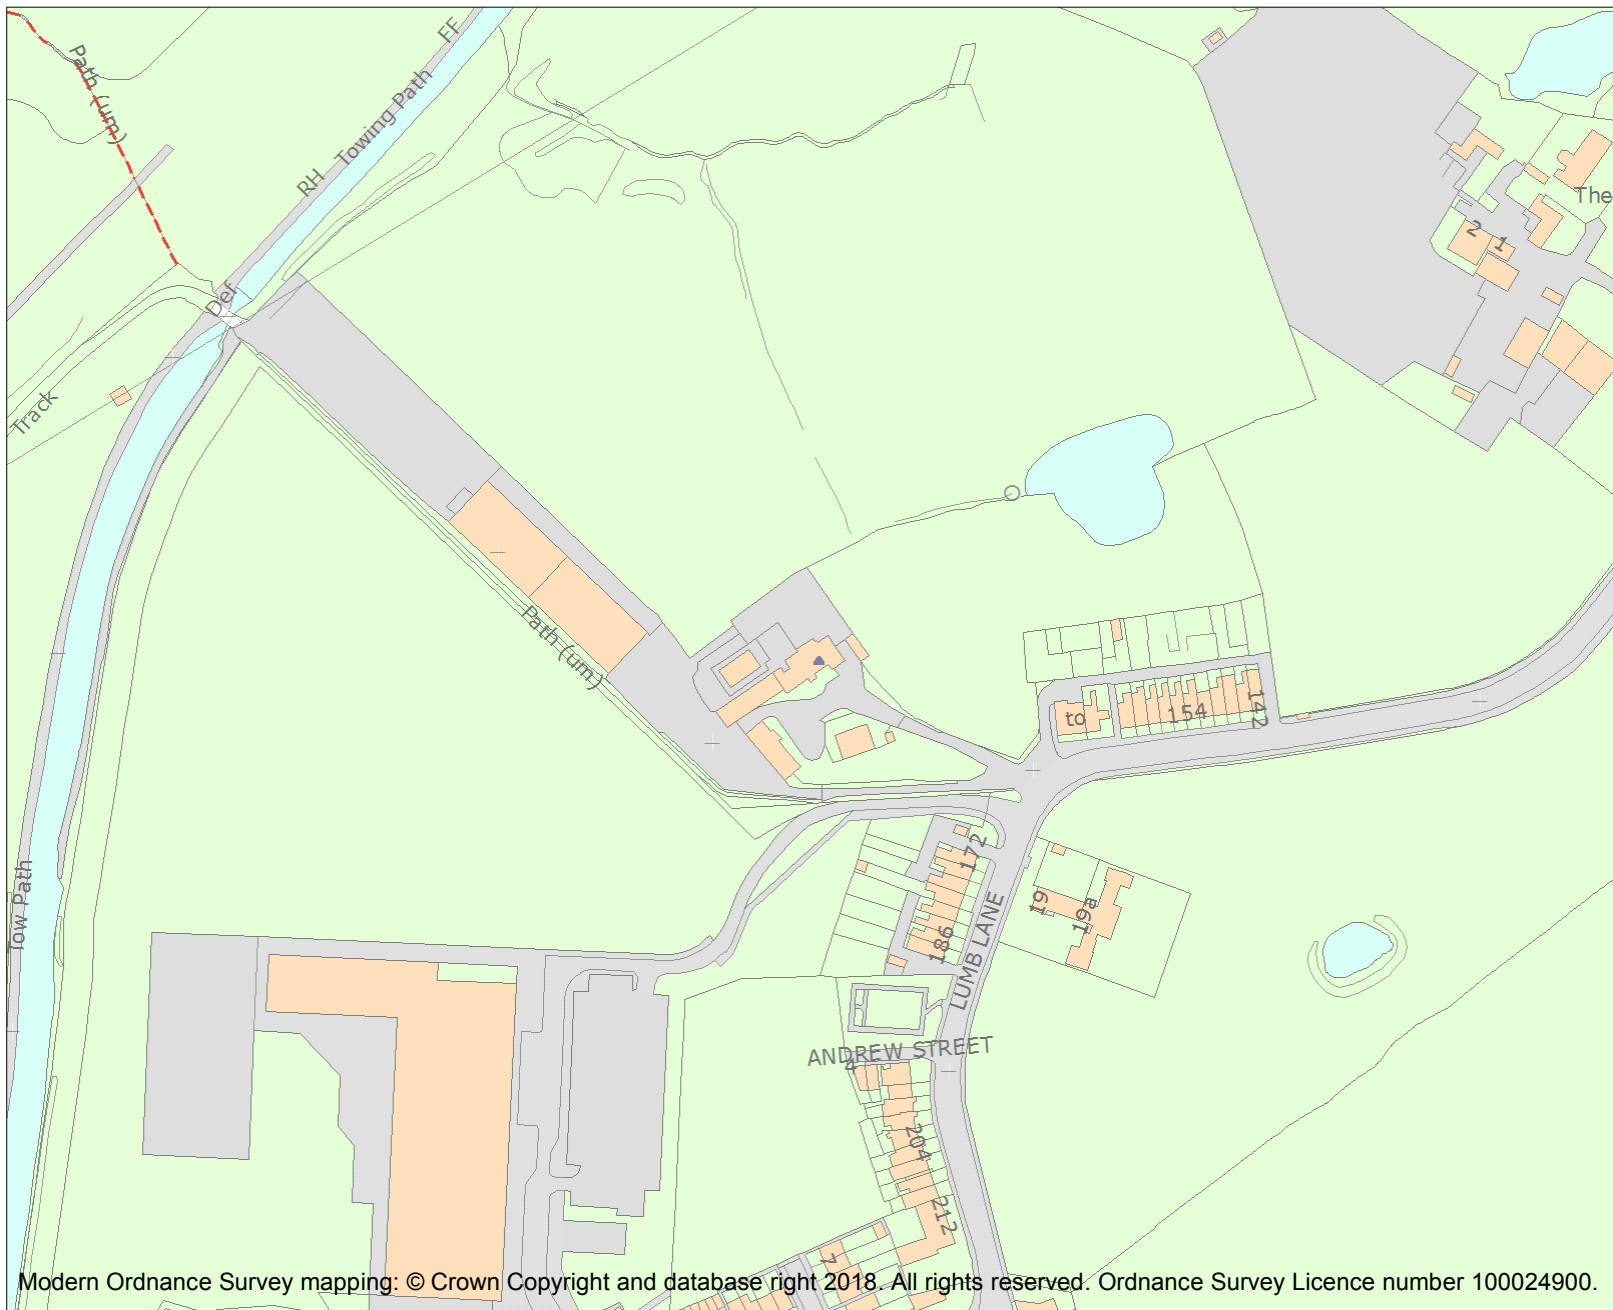 FF
Path (um)
Towing Path
RH
The
2
1
Def
Track
Path (um)
to
154
142
172
19
19a
186
Tow Path
LUMB LANE
ANDREW STREET
4
204
212
7
Modern Ordnance Survey mapping: © Crown Copyright and database right 2018. All rights reserved. Ordnance Survey Licence number 100024900.